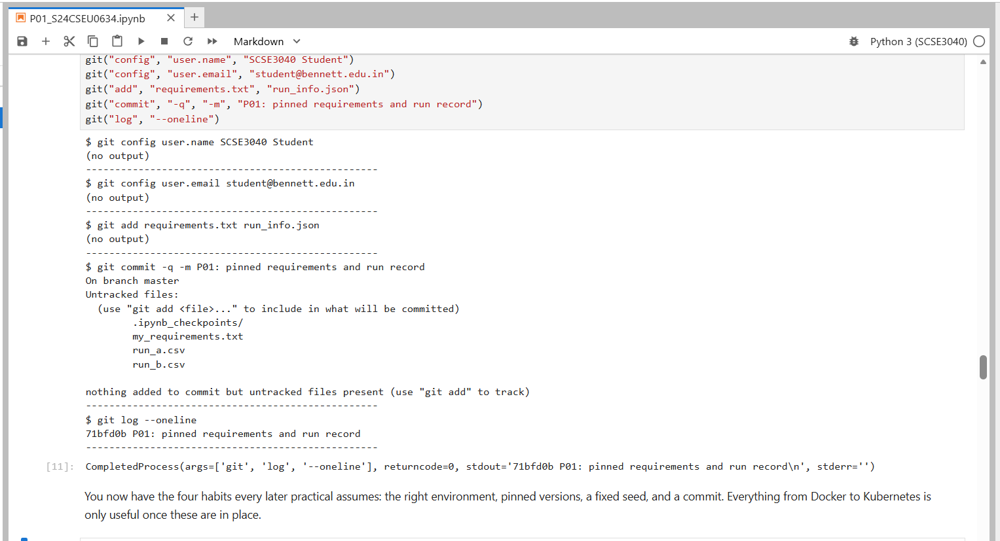 P01_S24CSEU0634.ipynb
Markdown
Python 3 (SCSE3040)
git("config", "user.name", "SCSE3040 Student")
git("config", "user.email", "student@bennett.edu.in")
git("add", "requirements.txt", "run_info.json")
git("commit", "-q", "-m", "P01: pinned requirements and run record")
git("log", "--oneline")
$ git config user.name SCSE3040 Student
(no output)
--------------------------------------------------
$ git config user.email student@bennett.edu.in
(no output)
--------------------------------------------------
$ git add requirements.txt run_info.json
(no output)
--------------------------------------------------
$ git commit -q -m P01: pinned requirements and run record
On branch master
Untracked files:
  (use "git add <file>..." to include in what will be committed)
        .ipynb_checkpoints/
        my_requirements.txt
        run_a.csv
        run_b.csv

nothing added to commit but untracked files present (use "git add" to track)
--------------------------------------------------
$ git log --oneline
71bfd0b P01: pinned requirements and run record
--------------------------------------------------
[11]: CompletedProcess(args=['git', 'log', '--oneline'], returncode=0, stdout='71bfd0b P01: pinned requirements and run record\n', stderr='')
You now have the four habits every later practical assumes: the right environment, pinned versions, a fixed seed, and a commit. Everything from Docker to Kubernetes is
only useful once these are in place.